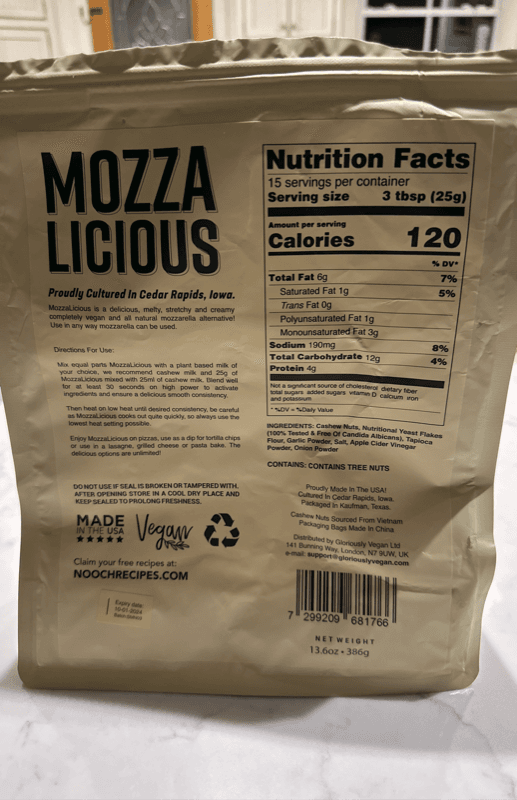 MOZZA
LICIOUS
Proudly Cultured In Cedar Rapids, Iowa.
MozzaLicious is a delicious, melty, stretchy and creamy
completely vegan and all natural mozzarella alternative!
Use in any way mozzarella can be used.
Directions For Use:
Mix equal parts MozzaLicious with a plant based milk of
your choice, we recommend cashew milk and 25g of
MozzaLicious mixed with 25ml of cashew milk. Blend well
for at least 30 seconds on high power to activate
ingredients and ensure a delicious smooth consistency.
Then heat on low heat until desired consistency, be careful
as MozzaLicious cooks out quite quickly, so always use the
lowest heat setting possible.
Enjoy MozzaLicious on pizzas, use as a dip for tortilla chips
or use in a lasagne, grilled cheese or pasta bake. The
delicious options are unlimited!
DO NOT USE IF SEAL IS BROKEN OR TAMPERED WITH.
AFTER OPENING STORE IN A COOL DRY PLACE AND
KEEP SEALED TO PROLONG FRESHNESS.
MADE
IN THE USA
Vegan
Claim your free recipes at:
NOOCHRECIPES.COM
Expiry date:
10-01-2024
Nutrition Facts
15 servings per container
Serving size 3 tbsp (25g)
Amount per serving
Calories 120
% DV*
Total Fat 6g 7%
Saturated Fat 1g 5%
Trans Fat 0g
Polyunsaturated Fat 1g
Monounsaturated Fat 3g
Sodium 190mg 8%
Total Carbohydrate 12g 4%
Protein 4g
Not a significant source of cholesterol dietary fiber
total sugars added sugars vitamin D calcium iron
and potassium
*%DV = %Daily Value
INGREDIENTS: Cashew Nuts, Nutritional Yeast Flakes
(100% Tested & Free Of Candida Albicans), Tapioca
Flour, Garlic Powder, Salt, Apple Cider Vinegar
Powder, Onion Powder
CONTAINS: CONTAINS TREE NUTS
Proudly Made In The USA!
Cultured In Cedar Rapids, Iowa.
Packaged In Kaufman, Texas.
Cashew Nuts Sourced From Vietnam
Packaging Bags Made In China
Distributed by Gloriously Vegan Ltd
141 Bunning Way, London, N7 9UW, UK
e-mail: support@gloriouslyvegan.com
7 299209 681766
NET WEIGHT
13.6oz • 386g